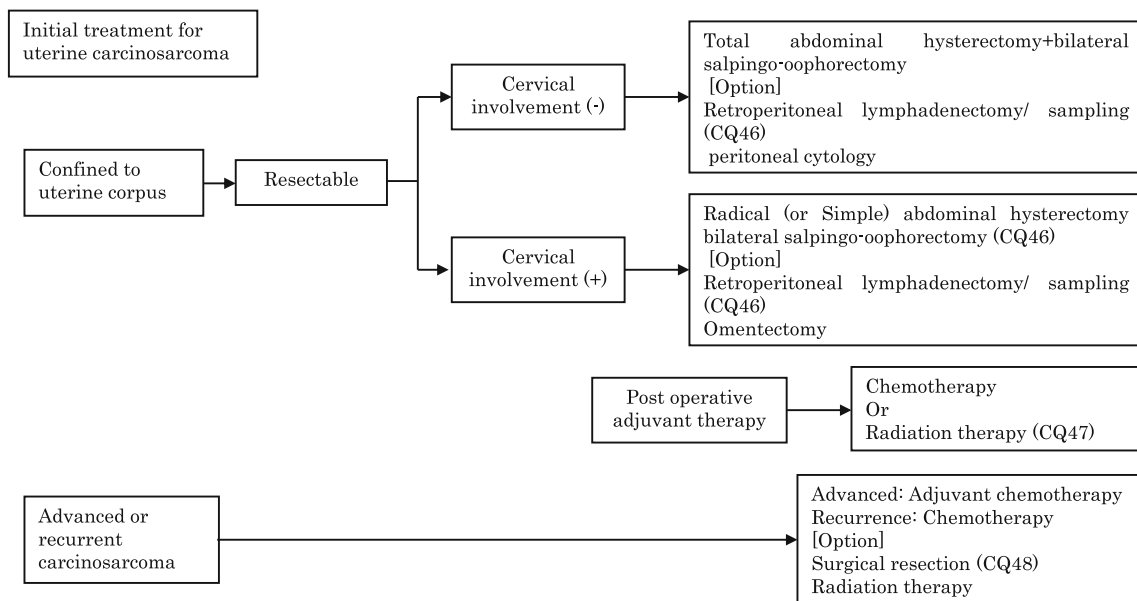 Initial treatment for
uterine carcinosarcoma
Total abdominal hysterectomy+bilateral
salpingo-oophorectomy
[Option]
Retroperitoneal lymphadenectomy/ sampling
(CQ46)
peritoneal cytology
Cervical
involvement (-)
Confined to
uterine corpus
Resectable
Cervical
involvement (+)
Radical (or Simple) abdominal hysterectomy
bilateral salpingo-oophorectomy (CQ46)
[Option]
Retroperitoneal lymphadenectomy/ sampling
(CQ46)
Omentectomy
Post operative
adjuvant therapy
Chemotherapy
Or
Radiation therapy (CQ47)
Advanced or
recurrent
carcinosarcoma
Advanced: Adjuvant chemotherapy
Recurrence: Chemotherapy
[Option]
Surgical resection (CQ48)
Radiation therapy